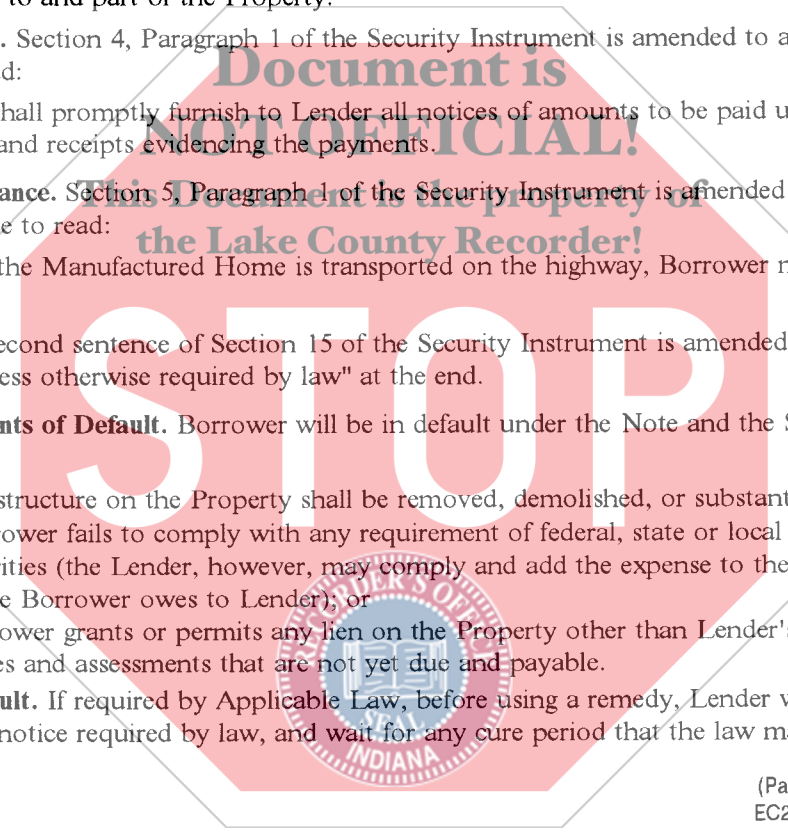 to and part of the Property.
. Section 4, Paragraph 1 of the Security Instrument is amended to a
d:
Document is
hall promptly furnish to Lender all notices of amounts to be paid u
and receipts evidencing the payments.
NOT OFFICIAL!
ance. Section 5, Paragraph 1 of the Security Instrument is amended
This Document is the property of
e to read:
the Lake County Recorder!
the Manufactured Home is transported on the highway, Borrower m
STOP
econd sentence of Section 15 of the Security Instrument is amended
ess otherwise required by law" at the end.
nts of Default. Borrower will be in default under the Note and the S
structure on the Property shall be removed, demolished, or substant
rower fails to comply with any requirement of federal, state or local
ities (the Lender, however, may comply and add the expense to the
e Borrower owes to Lender); or
ower grants or permits any lien on the Property other than Lender's
es and assessments that are not yet due and payable.
ult. If required by Applicable Law, before using a remedy, Lender w
notice required by law, and wait for any cure period that the law ma
RECORDER'S OFFICE
SEAL
INDIANA
(Pa
EC2